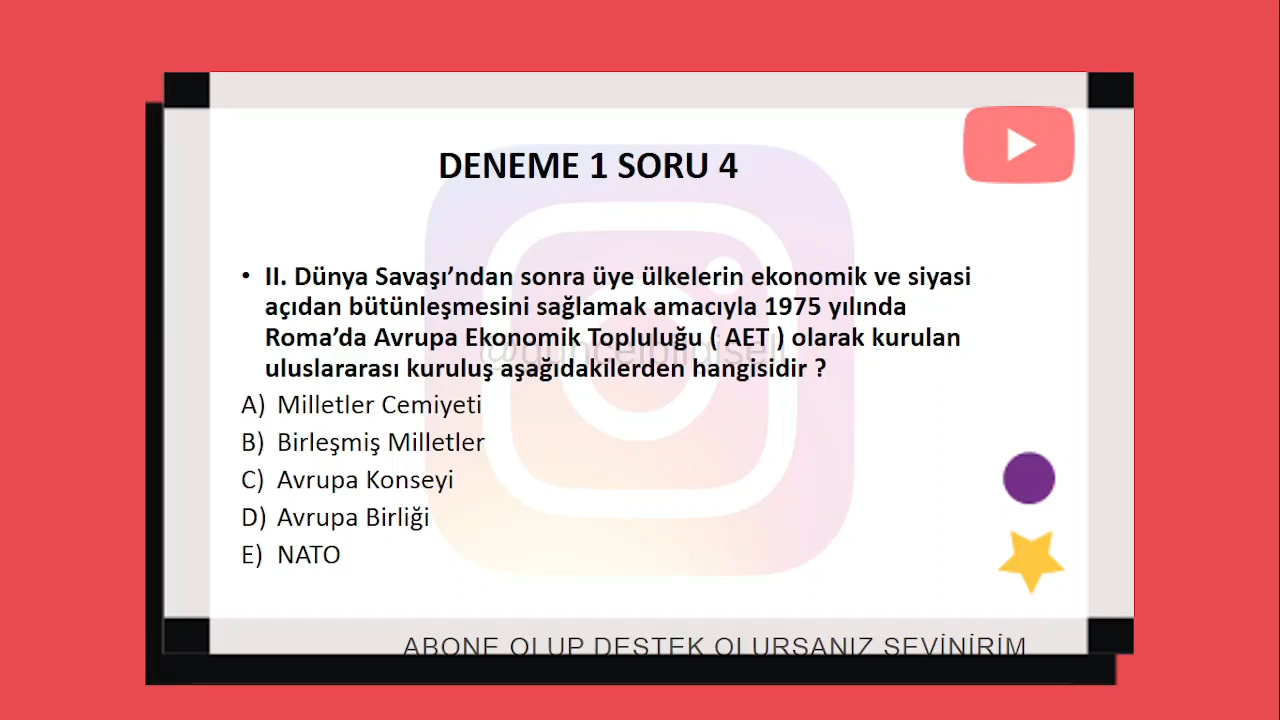 DENEME 1 SORU 4
• II. Dünya Savaşı’ndan sonra üye ülkelerin ekonomik ve siyasi
açıdan bütünleşmesini sağlamak amacıyla 1975 yılında
Roma’da Avrupa Ekonomik Topluluğu ( AET ) olarak kurulan
uluslararası kuruluş aşağıdakilerden hangisidir ?
A) Milletler Cemiyeti
B) Birleşmiş Milletler
C) Avrupa Konseyi
D) Avrupa Birliği
E) NATO
ABONE OLUP DESTEK OLURSANIZ SEVİNİRİM